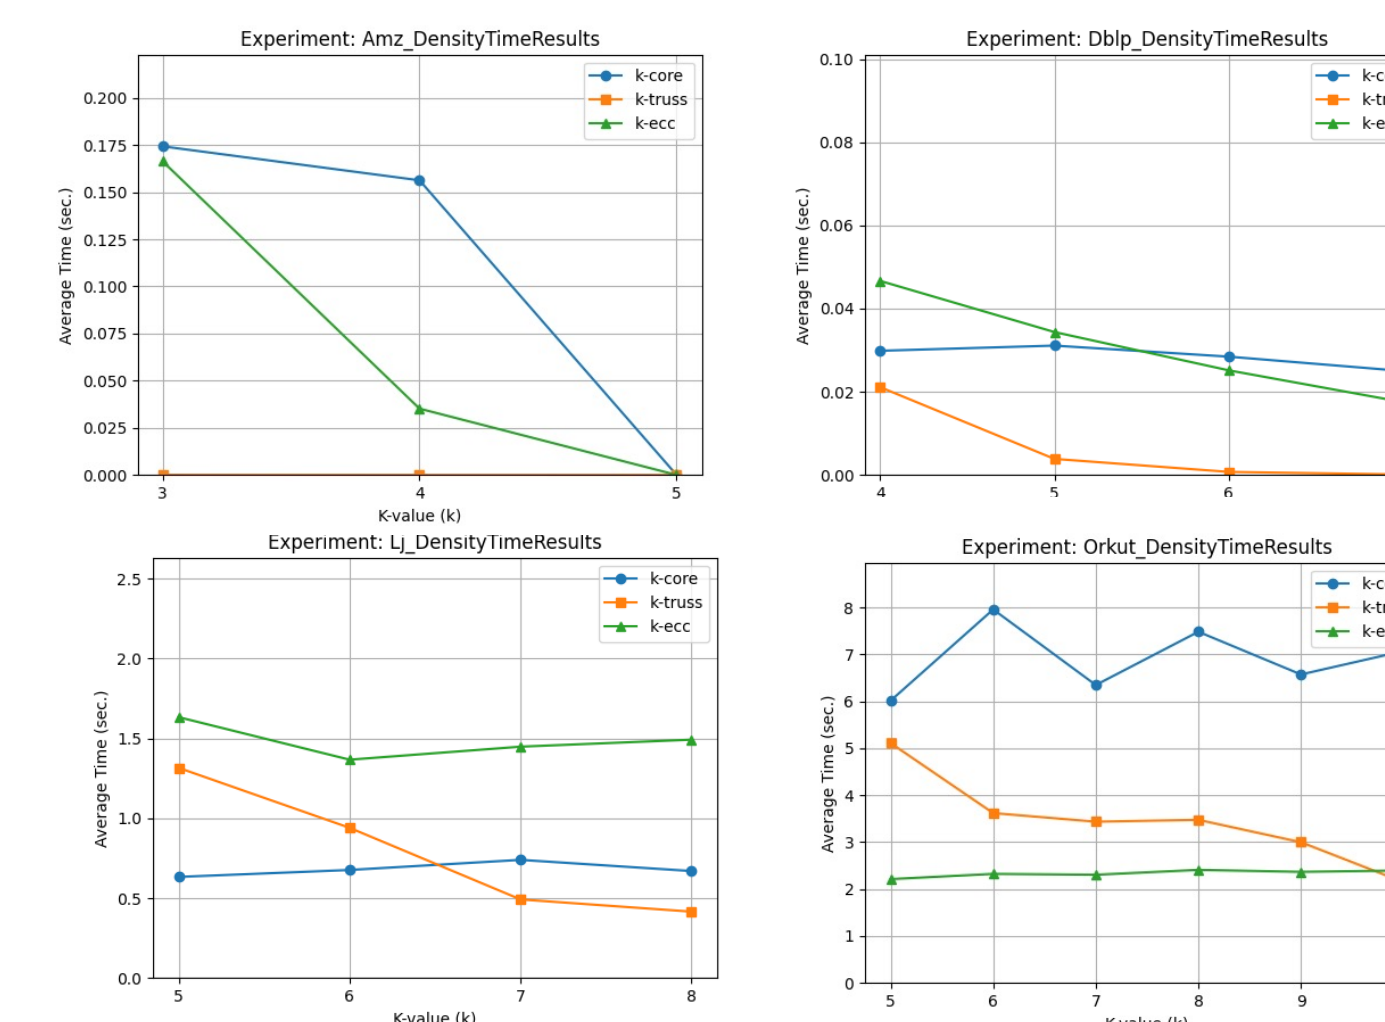 Experiment: Amz_DensityTimeResults
k-core
k-truss
k-ecc
0.200
0.175
0.150
0.125
0.100
0.075
0.050
0.025
0.000
Average Time (sec.)
3 4 5
K-value (k)
Experiment: Dblp_DensityTimeResults
k-c
k-tr
k-e
0.10
0.08
0.06
0.04
0.02
0.00
Average Time (sec.)
4 5 6
Experiment: Lj_DensityTimeResults
k-core
k-truss
k-ecc
2.5
2.0
1.5
1.0
0.5
0.0
Average Time (sec.)
5 6 7 8
K-value (k)
Experiment: Orkut_DensityTimeResults
k-c
k-tr
k-e
8
7
6
5
4
3
2
1
0
Average Time (sec.)
5 6 7 8 9
K-value (k)